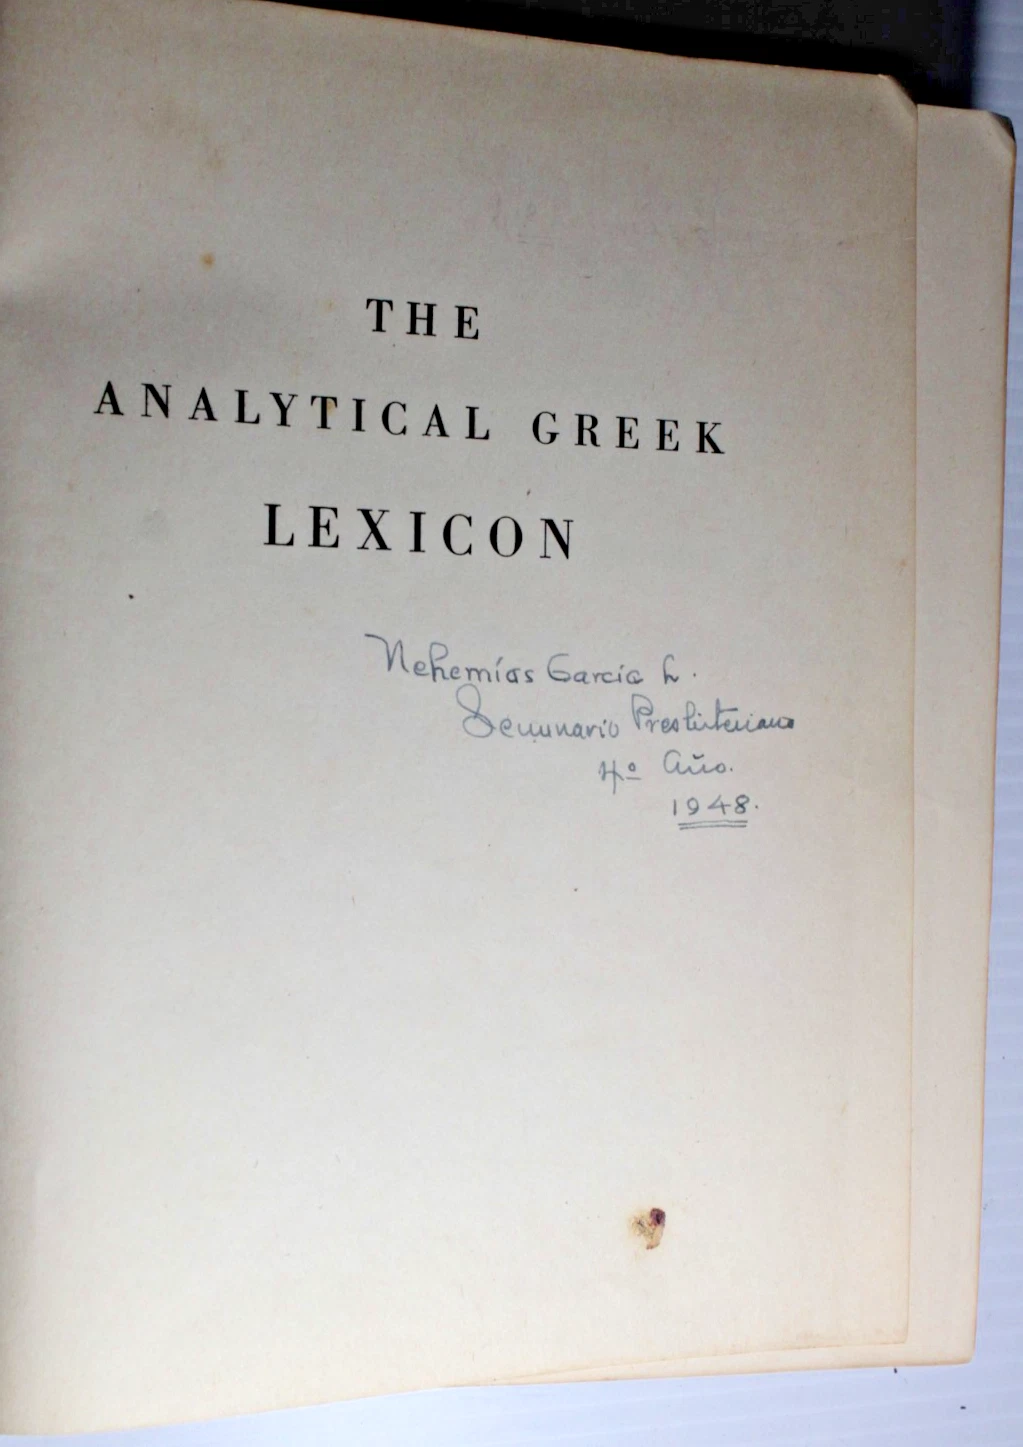 THE
ANALYTICAL GREEK
LEXICON
Nehemías García L.
Seminario Presbiteriano
4º Año.
1948.